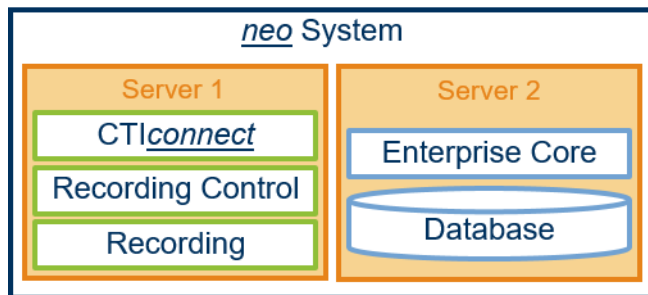 neo System
Server 1
CTIconnect
Recording Control
Recording
Server 2
Enterprise Core
Database